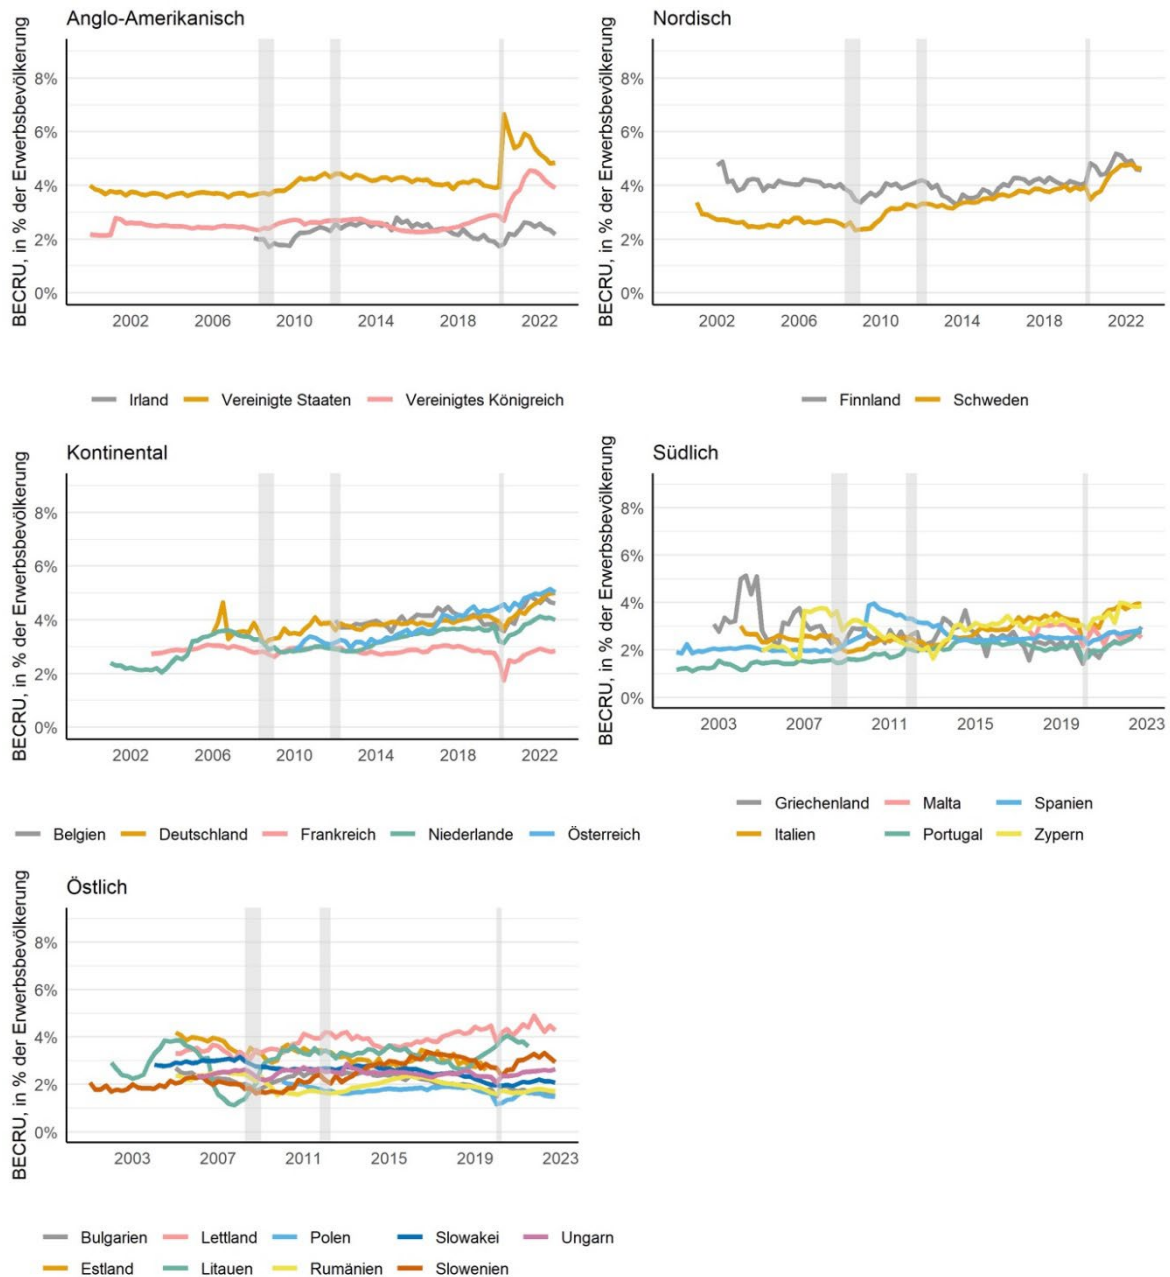 Anglo-Amerikanisch
BECRU, in % der Erwerbsbevölkerung
8%
6%
4%
2%
0%
2002 2006 2010 2014 2018 2022
Irland Vereinigte Staaten Vereinigtes Königreich
Nordisch
BECRU, in % der Erwerbsbevölkerung
8%
6%
4%
2%
0%
2002 2006 2010 2014 2018 2022
Finnland Schweden
Kontinental
BECRU, in % der Erwerbsbevölkerung
8%
6%
4%
2%
0%
2002 2006 2010 2014 2018 2022
Belgien Deutschland Frankreich Niederlande Österreich
Südlich
BECRU, in % der Erwerbsbevölkerung
8%
6%
4%
2%
0%
2003 2007 2011 2015 2019 2023
Griechenland Malta Spanien
Italien Portugal Zypern
Östlich
BECRU, in % der Erwerbsbevölkerung
8%
6%
4%
2%
0%
2003 2007 2011 2015 2019 2023
Bulgarien Lettland Polen Slowakei Ungarn
Estland Litauen Rumänien Slowenien